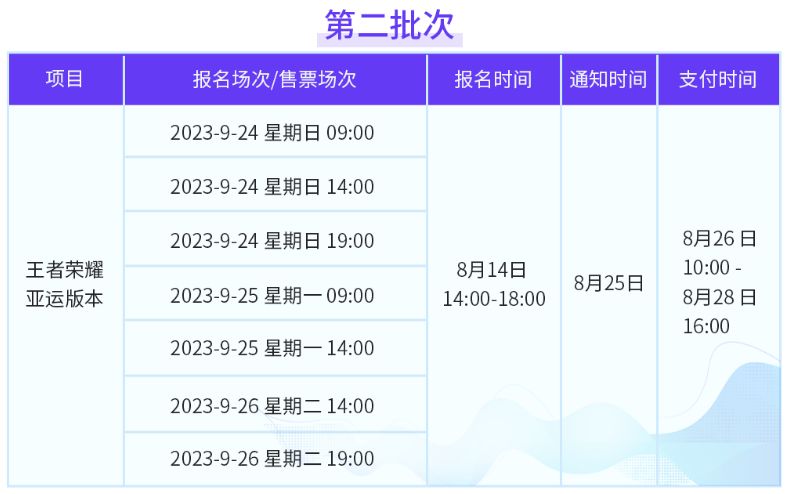 第二批次
项目
报名场次/售票场次
报名时间
通知时间
支付时间
王者荣耀
亚运版本
2023-9-24 星期日 09:00
2023-9-24 星期日 14:00
2023-9-24 星期日 19:00
2023-9-25 星期一 09:00
2023-9-25 星期一 14:00
2023-9-26 星期二 14:00
2023-9-26 星期二 19:00
8月14日
14:00-18:00
8月25日
8月26 日
10:00 -
8月28 日
16:00